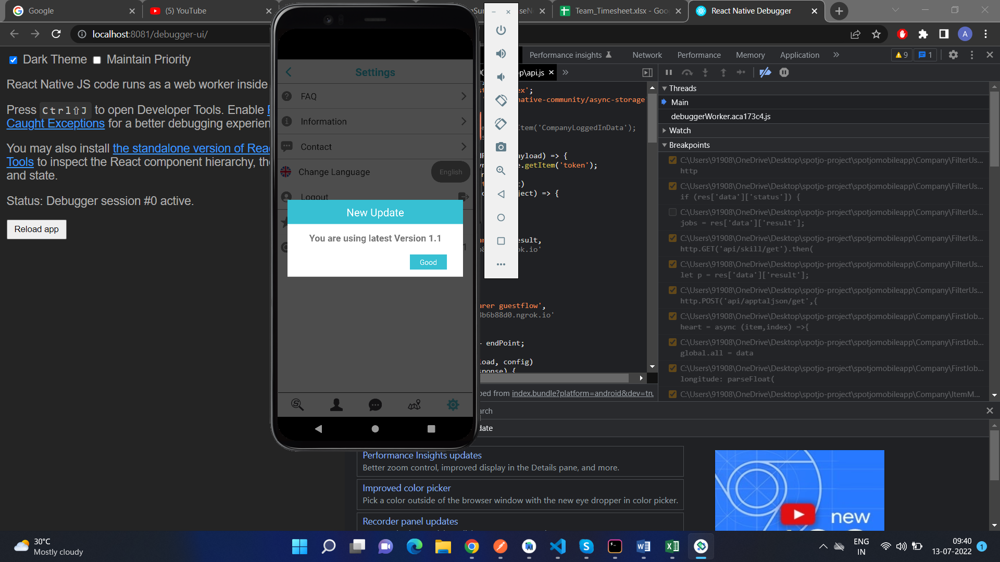 Google
(5) YouTube
Team_Timesheet.xlsx - Goo
React Native Debugger
localhost:8081/debugger-ui/
A
Dark Theme
Maintain Priority
React Native JS code runs as a web worker inside
Press Ctrl⇧J to open Developer Tools. Enable
Caught Exceptions for a better debugging experien
You may also install the standalone version of Reac
Tools to inspect the React component hierarchy, the
and state.
Status: Debugger session #0 active.
Reload app
Settings
FAQ
Information
Contact
Change Language
English
Logout
New Update
You are using latest Version 1.1
Good
Performance insights
Network
Performance
Memory
Application
9
1
p\api.js
ex';
native-community/async-storage
Item('CompanyLoggedInData');
ayload) => {
e.getItem('token');
t)
ject) => {
esult,
ok.io'
arer guestflow',
3b6b88d0.ngrok.io'
+ endPoint;
load, config)
sponse) {
ped from index.bundle?platform=android&dev=tru
Threads
Main
debuggerWorker.aca173c4.js
Watch
Breakpoints
C:\Users\91908\OneDrive\Desktop\spotjo-project\spotjomobileapp\Company\FilterUs...
http
C:\Users\91908\OneDrive\Desktop\spotjo-project\spotjomobileapp\Company\FilterUs...
if (res['data']['status']) {
C:\Users\91908\OneDrive\Desktop\spotjo-project\spotjomobileapp\Company\FilterUs...
jobs = res['data']['result'];
C:\Users\91908\OneDrive\Desktop\spotjo-project\spotjomobileapp\Company\FilterUs...
http.GET('api/skill/get').then(
C:\Users\91908\OneDrive\Desktop\spotjo-project\spotjomobileapp\Company\FilterUs...
let p = res['data']['result'];
C:\Users\91908\OneDrive\Desktop\spotjo-project\spotjomobileapp\Company\FilterUs...
http.POST('api/apptaljson/get',{
C:\Users\91908\OneDrive\Desktop\spotjo-project\spotjomobileapp\Company\FirstJob...
heart = async (item,index) =>{
C:\Users\91908\OneDrive\Desktop\spotjo-project\spotjomobileapp\Company\FirstJob...
global.all = data
C:\Users\91908\OneDrive\Desktop\spotjo-project\spotjomobileapp\Company\FirstJob...
longitude: parseFloat(
C:\Users\91908\OneDrive\Desktop\spotjo-project\spotjomobileapp\Company\ItemM...
arch
date
Performance Insights updates
Better zoom control, improved display in the Details pane, and more.
Improved color picker
Pick a color outside of the browser window with the new eye dropper in color picker.
Recorder panel updates
new
30°C
Mostly cloudy
ENG
IN
09:40
13-07-2022
1